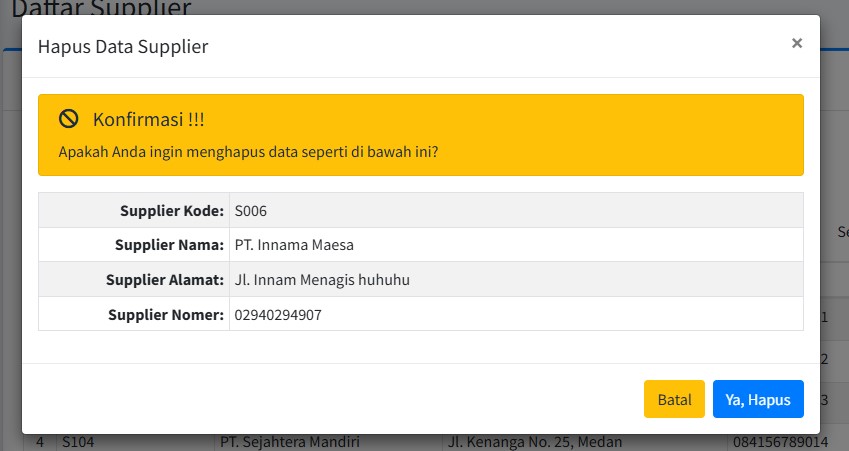 Daftar Supplier
Hapus Data Supplier ×
Konfirmasi !!!
Apakah Anda ingin menghapus data seperti di bawah ini?
Supplier Kode: S006
Supplier Nama: PT. Innama Maesa
Supplier Alamat: Jl. Innam Menagis huhuhu
Supplier Nomer: 02940294907
Se
1
2
3
Batal Ya, Hapus
4 S104 PT. Sejahtera Mandiri Jl. Kenanga No. 25, Medan 084156789014